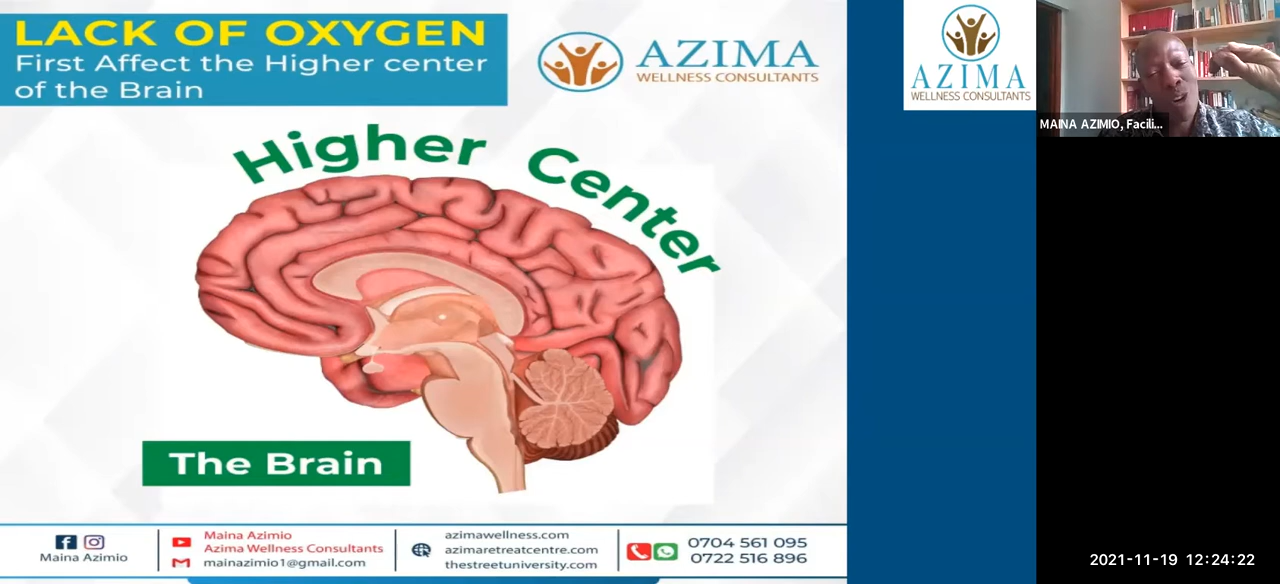 LACK OF OXYGEN
First Affect the Higher center
of the Brain
AZIMA
WELLNESS CONSULTANTS
Higher Center
The Brain
Maina Azimio
Maina Azimio
Azima Wellness Consultants
mainazimio1@gmail.com
azimawellness.com
azimaretreatcentre.com
thestreetuniversity.com
0704 561 095
0722 516 896
AZIMA
WELLNESS CONSULTANTS
MAINA AZIMIO, Facili...
2021-11-19 12:24:22